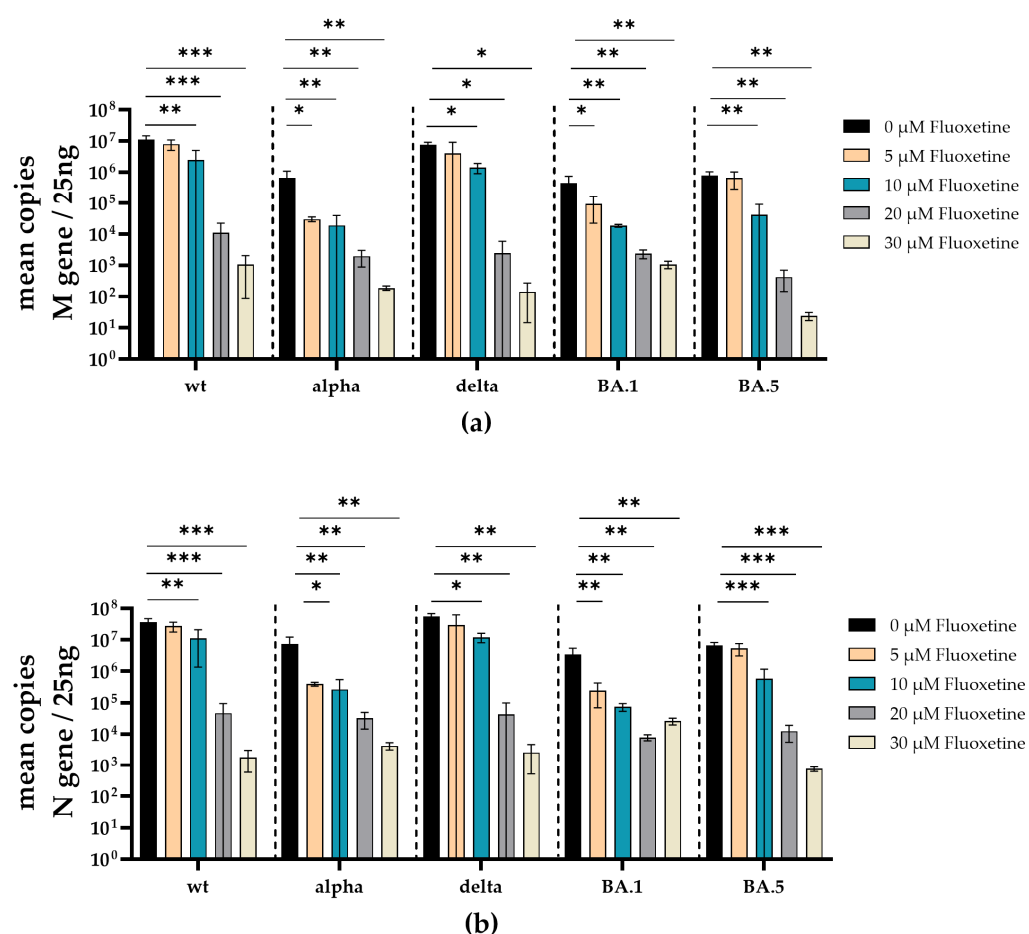 ** **
*** ** * ** **
*** ** * ** **
** * * * **
10⁸
10⁷
10⁶
10⁵
10⁴
10³
10²
10¹
10⁰
mean copies
M gene / 25ng
0 μM Fluoxetine
5 μM Fluoxetine
10 μM Fluoxetine
20 μM Fluoxetine
30 μM Fluoxetine
wt alpha delta BA.1 BA.5
(a)
** **
*** ** ** ** ***
*** ** ** ** ***
** * * ** ***
10⁸
10⁷
10⁶
10⁵
10⁴
10³
10²
10¹
10⁰
mean copies
N gene / 25ng
0 μM Fluoxetine
5 μM Fluoxetine
10 μM Fluoxetine
20 μM Fluoxetine
30 μM Fluoxetine
wt alpha delta BA.1 BA.5
(b)